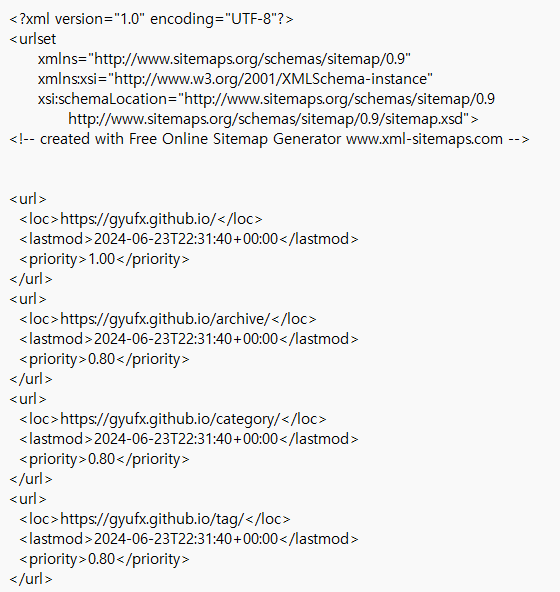 <?xml version="1.0" encoding="UTF-8"?>
<urlset
xmlns="http://www.sitemaps.org/schemas/sitemap/0.9"
xmlns:xsi="http://www.w3.org/2001/XMLSchema-instance"
xsi:schemaLocation="http://www.sitemaps.org/schemas/sitemap/0.9
http://www.sitemaps.org/schemas/sitemap/0.9/sitemap.xsd">
<!-- created with Free Online Sitemap Generator www.xml-sitemaps.com -->
<url>
<loc>https://gyufx.github.io/</loc>
<lastmod>2024-06-23T22:31:40+00:00</lastmod>
<priority>1.00</priority>
</url>
<url>
<loc>https://gyufx.github.io/archive/</loc>
<lastmod>2024-06-23T22:31:40+00:00</lastmod>
<priority>0.80</priority>
</url>
<url>
<loc>https://gyufx.github.io/category/</loc>
<lastmod>2024-06-23T22:31:40+00:00</lastmod>
<priority>0.80</priority>
</url>
<url>
<loc>https://gyufx.github.io/tag/</loc>
<lastmod>2024-06-23T22:31:40+00:00</lastmod>
<priority>0.80</priority>
</url>